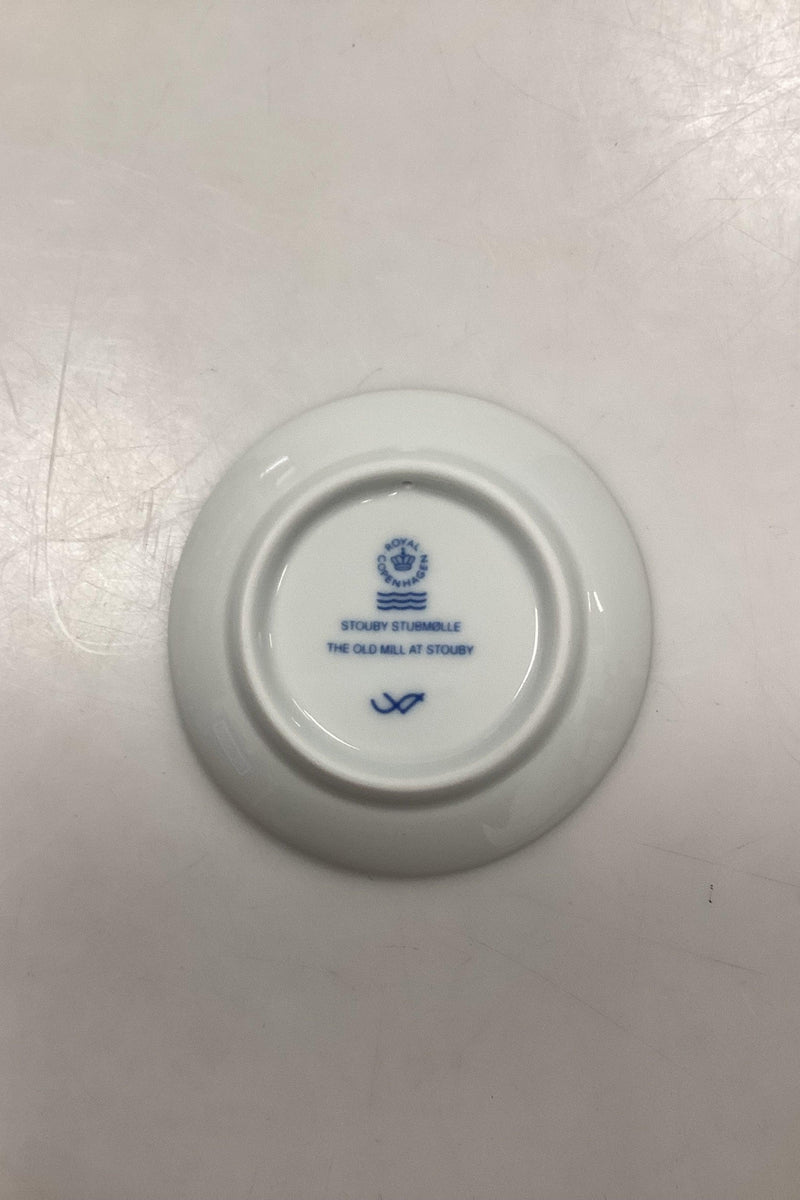 ROYAL
COPENHAGEN
STOUBY STUBMØLLE
THE OLD MILL AT STOUBY